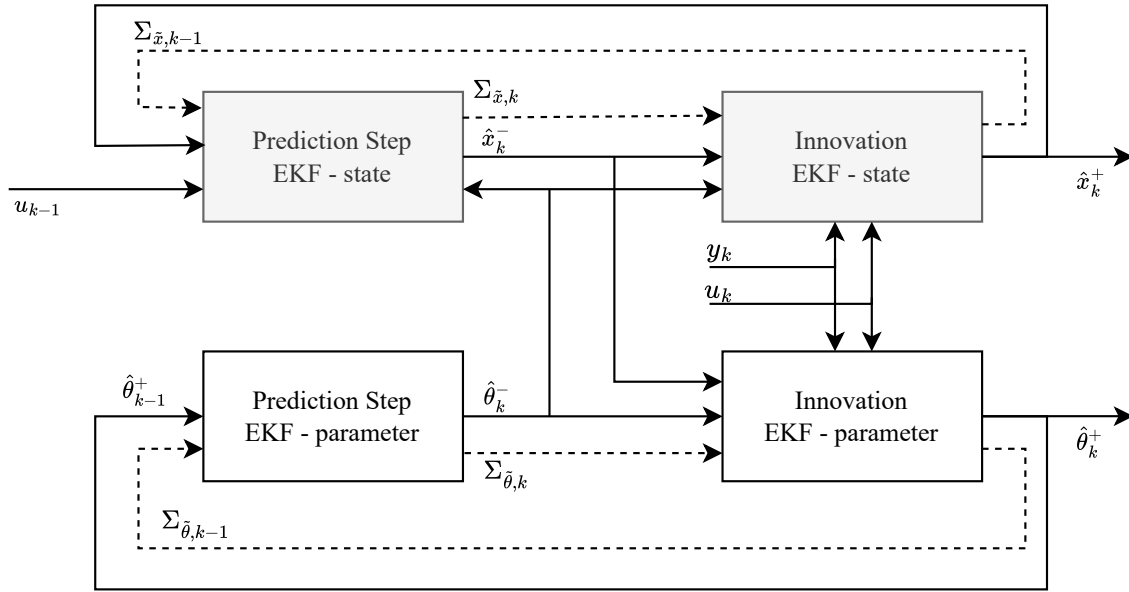 Σ_{x̃,k−1}
Σ_{x̃,k}
Prediction Step
EKF - state
x̂_k^−
Innovation
EKF - state
u_{k−1}
x̂_k^+
y_k
u_k
θ̂_{k−1}^+
Prediction Step
EKF - parameter
θ̂_k^−
Innovation
EKF - parameter
θ̂_k^+
Σ_{θ̃,k}
Σ_{θ̃,k−1}